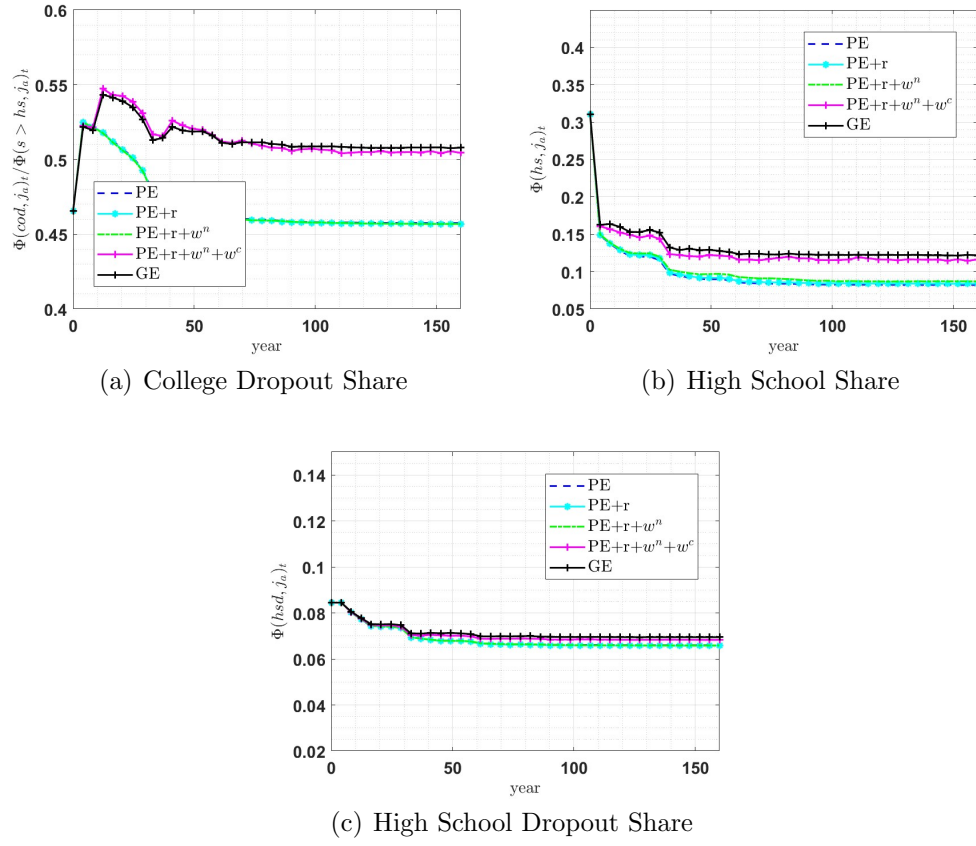 Φ(cod, j_a)_t/Φ(s > hs, j_a)_t
0.6
0.55
0.5
0.45
0.4
0 50 100 150
year
PE
PE+r
PE+r+w^n
PE+r+w^n+w^c
GE
(a) College Dropout Share
Φ(hs, j_a)_t
0.4
0.35
0.3
0.25
0.2
0.15
0.1
0.05
0 50 100 150
year
PE
PE+r
PE+r+w^n
PE+r+w^n+w^c
GE
(b) High School Share
Φ(hsd, j_a)_t
0.14
0.12
0.1
0.08
0.06
0.04
0.02
0 50 100 150
year
PE
PE+r
PE+r+w^n
PE+r+w^n+w^c
GE
(c) High School Dropout Share